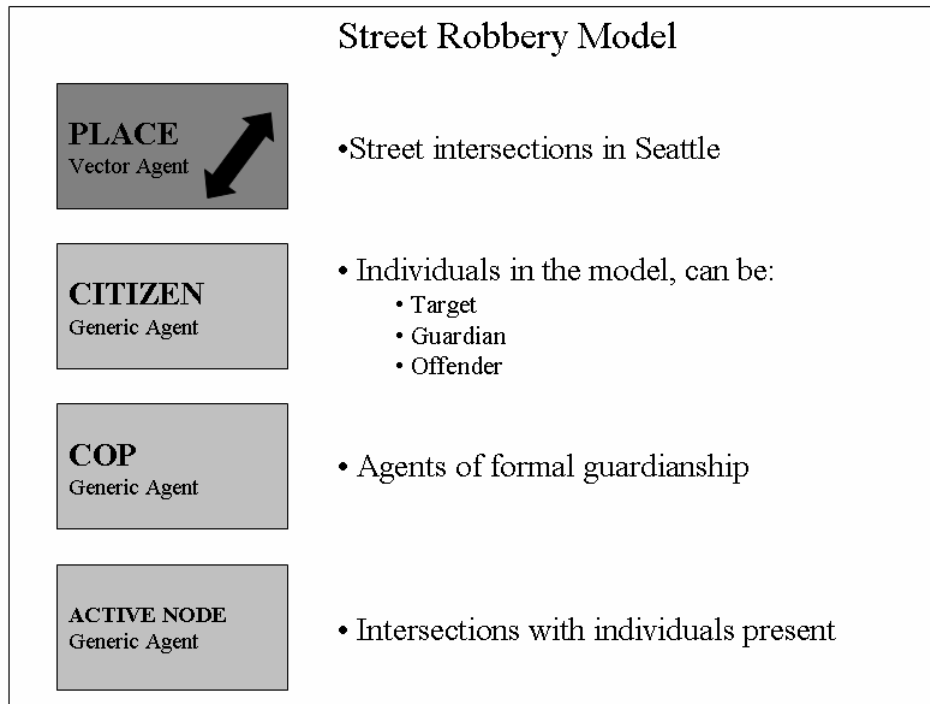 Street Robbery Model
PLACE
Vector Agent
•Street intersections in Seattle
CITIZEN
Generic Agent
• Individuals in the model, can be:
• Target
• Guardian
• Offender
COP
Generic Agent
• Agents of formal guardianship
ACTIVE NODE
Generic Agent
• Intersections with individuals present